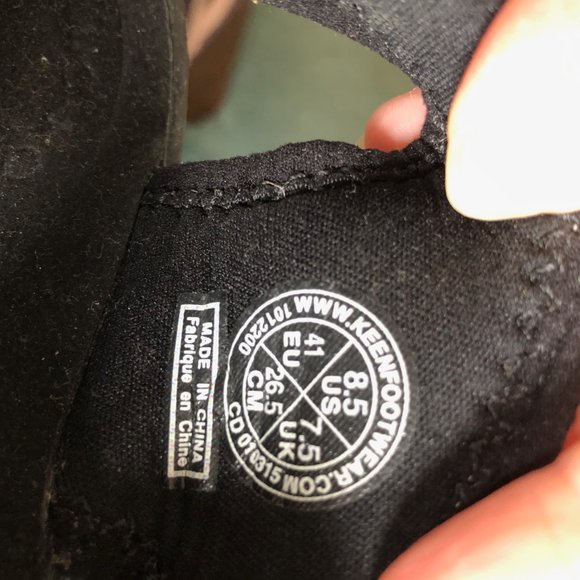 WWW.KEENFOOTWEAR.COM
8.5
US
7.5
UK
41
EU
26.5
CM
1012200
CD 070315
MADE IN CHINA
Fabriqué en Chine